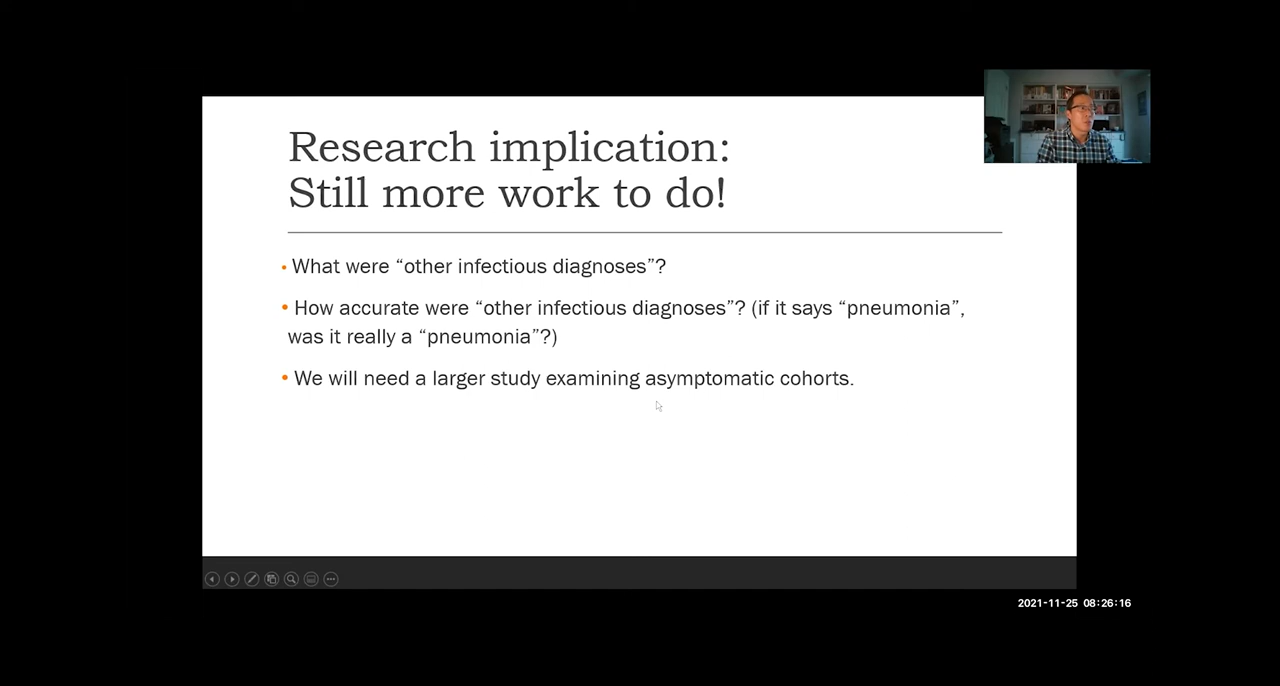 Research implication:
Still more work to do!
• What were “other infectious diagnoses”?
• How accurate were “other infectious diagnoses”? (if it says “pneumonia”,
was it really a “pneumonia”?)
• We will need a larger study examining asymptomatic cohorts.
2021-11-25 08:26:16